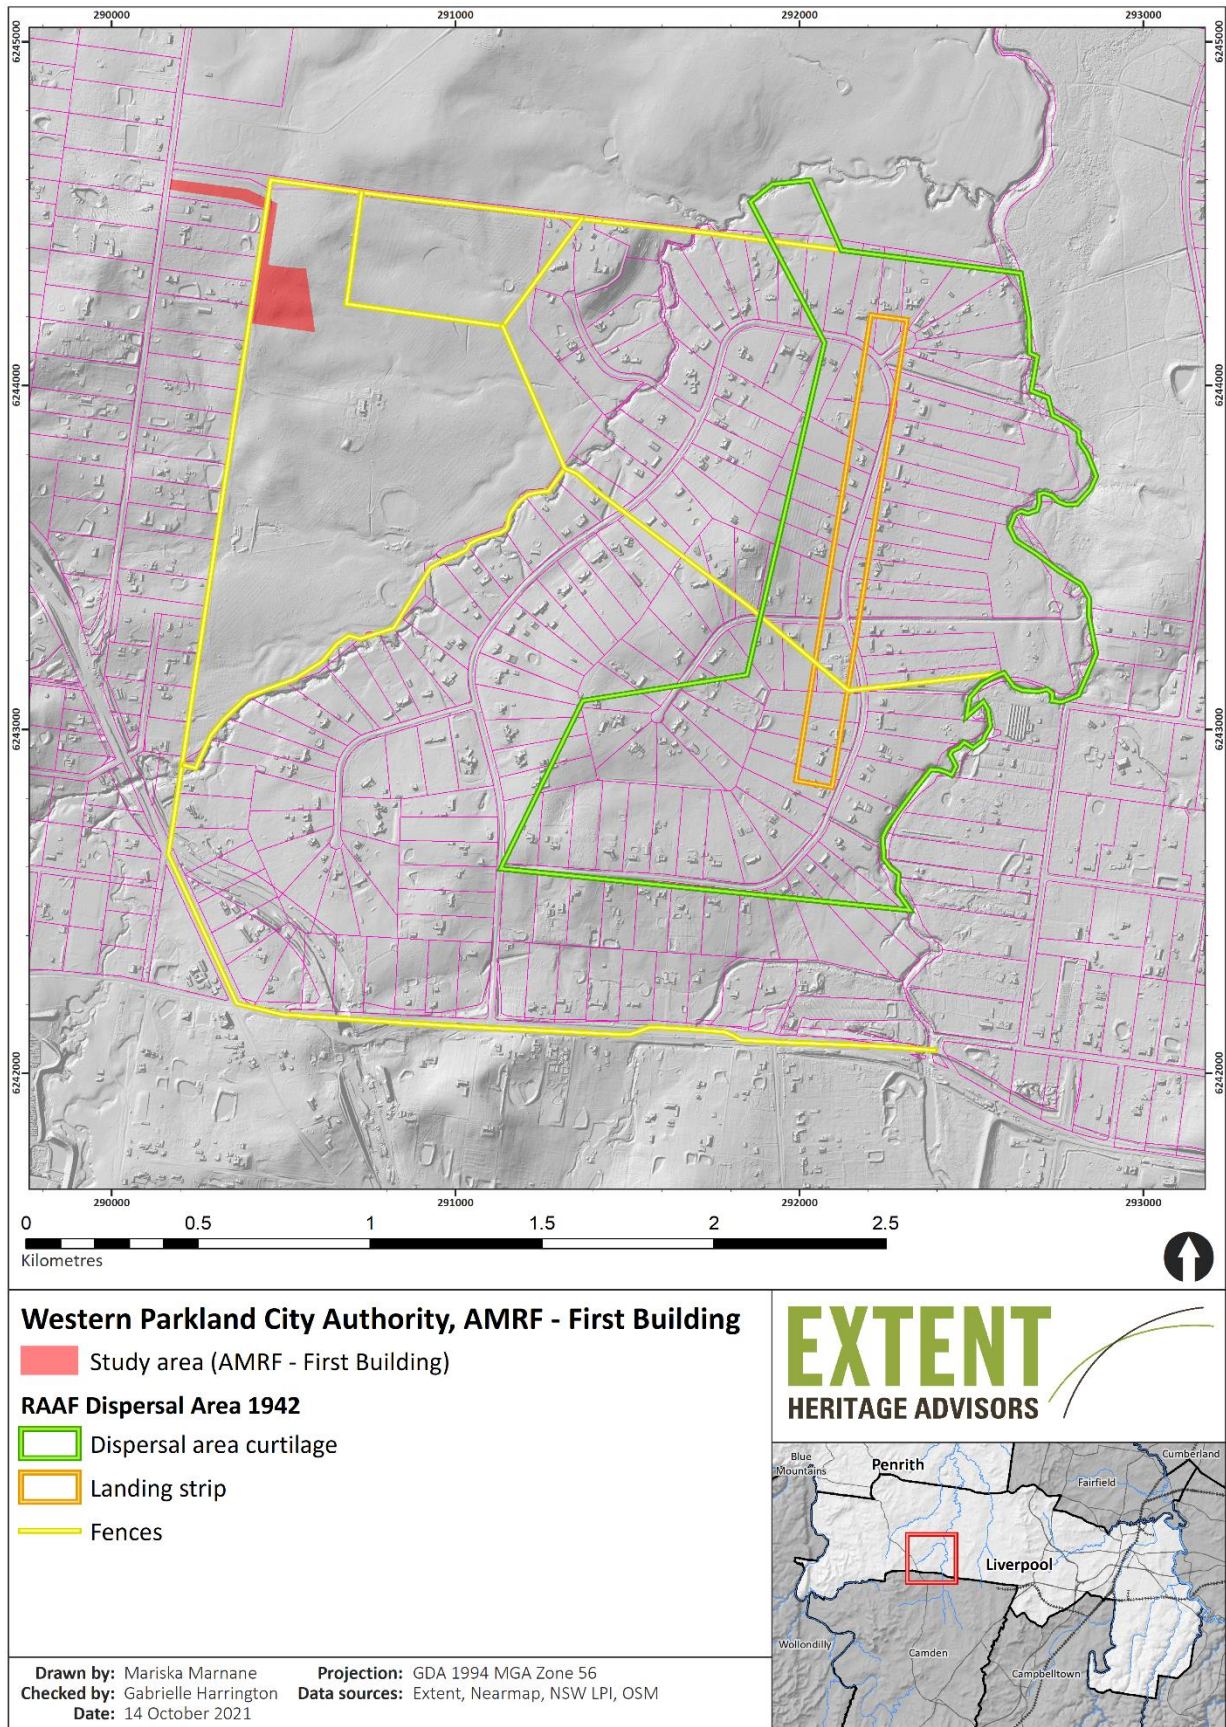 290000 291000 292000 293000
6245000 6245000
6244000 6244000
6243000 6243000
6242000 6242000
290000 291000 292000 293000
0 0.5 1 1.5 2 2.5
Kilometres
Western Parkland City Authority, AMRF - First Building
Study area (AMRF - First Building)
RAAF Dispersal Area 1942
Dispersal area curtilage
Landing strip
Fences
EXTENT
HERITAGE ADVISORS
Blue
Mountains
Penrith
Cumberland
Fairfield
Liverpool
Wollondilly
Camden
Campbelltown
Drawn by: Mariska Marnane Projection: GDA 1994 MGA Zone 56
Checked by: Gabrielle Harrington Data sources: Extent, Nearmap, NSW LPI, OSM
Date: 14 October 2021